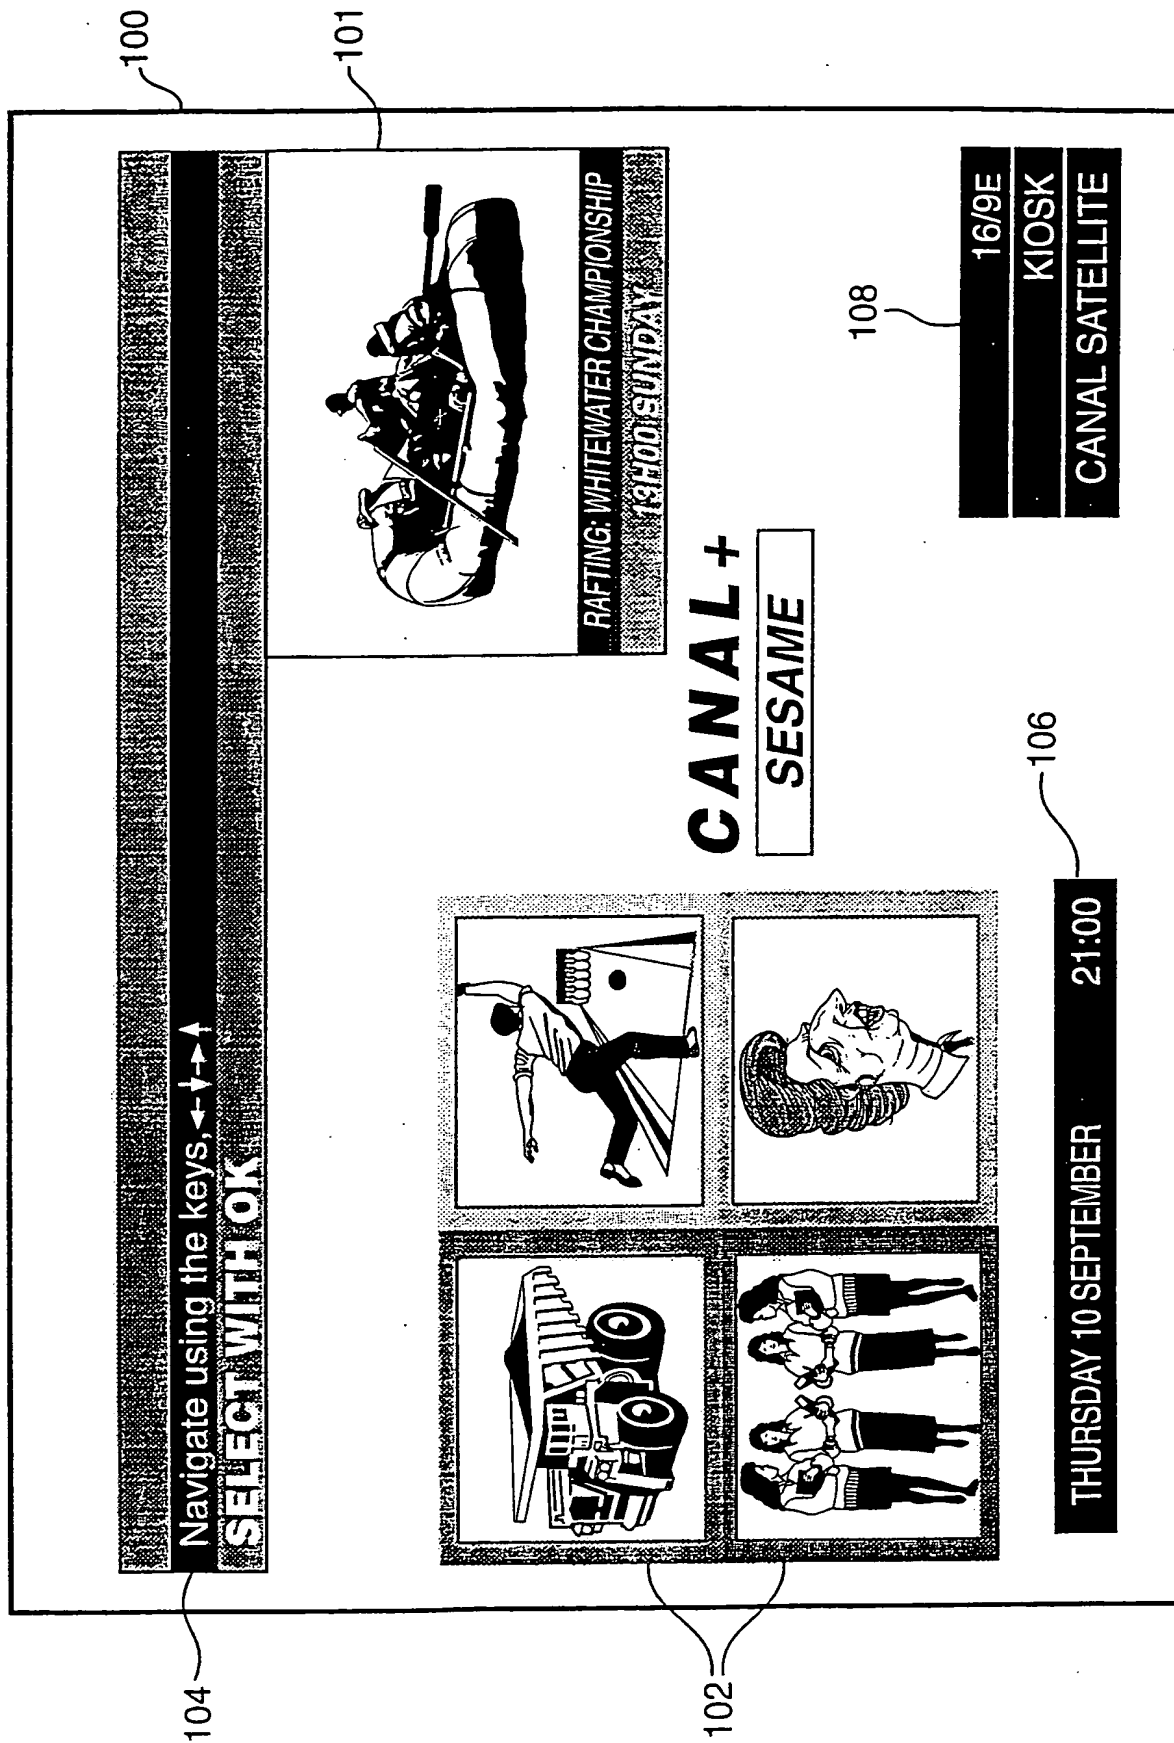 100
101
104
Navigate using the keys,
SELECT WITH OK
RAFTING: WHITEWATER CHAMPIONSHIP
13H00 SUNDAY
102
CANAL+
SESAME
108
16/9E
KIOSK
CANAL SATELLITE
106
THURSDAY 10 SEPTEMBER 21:00